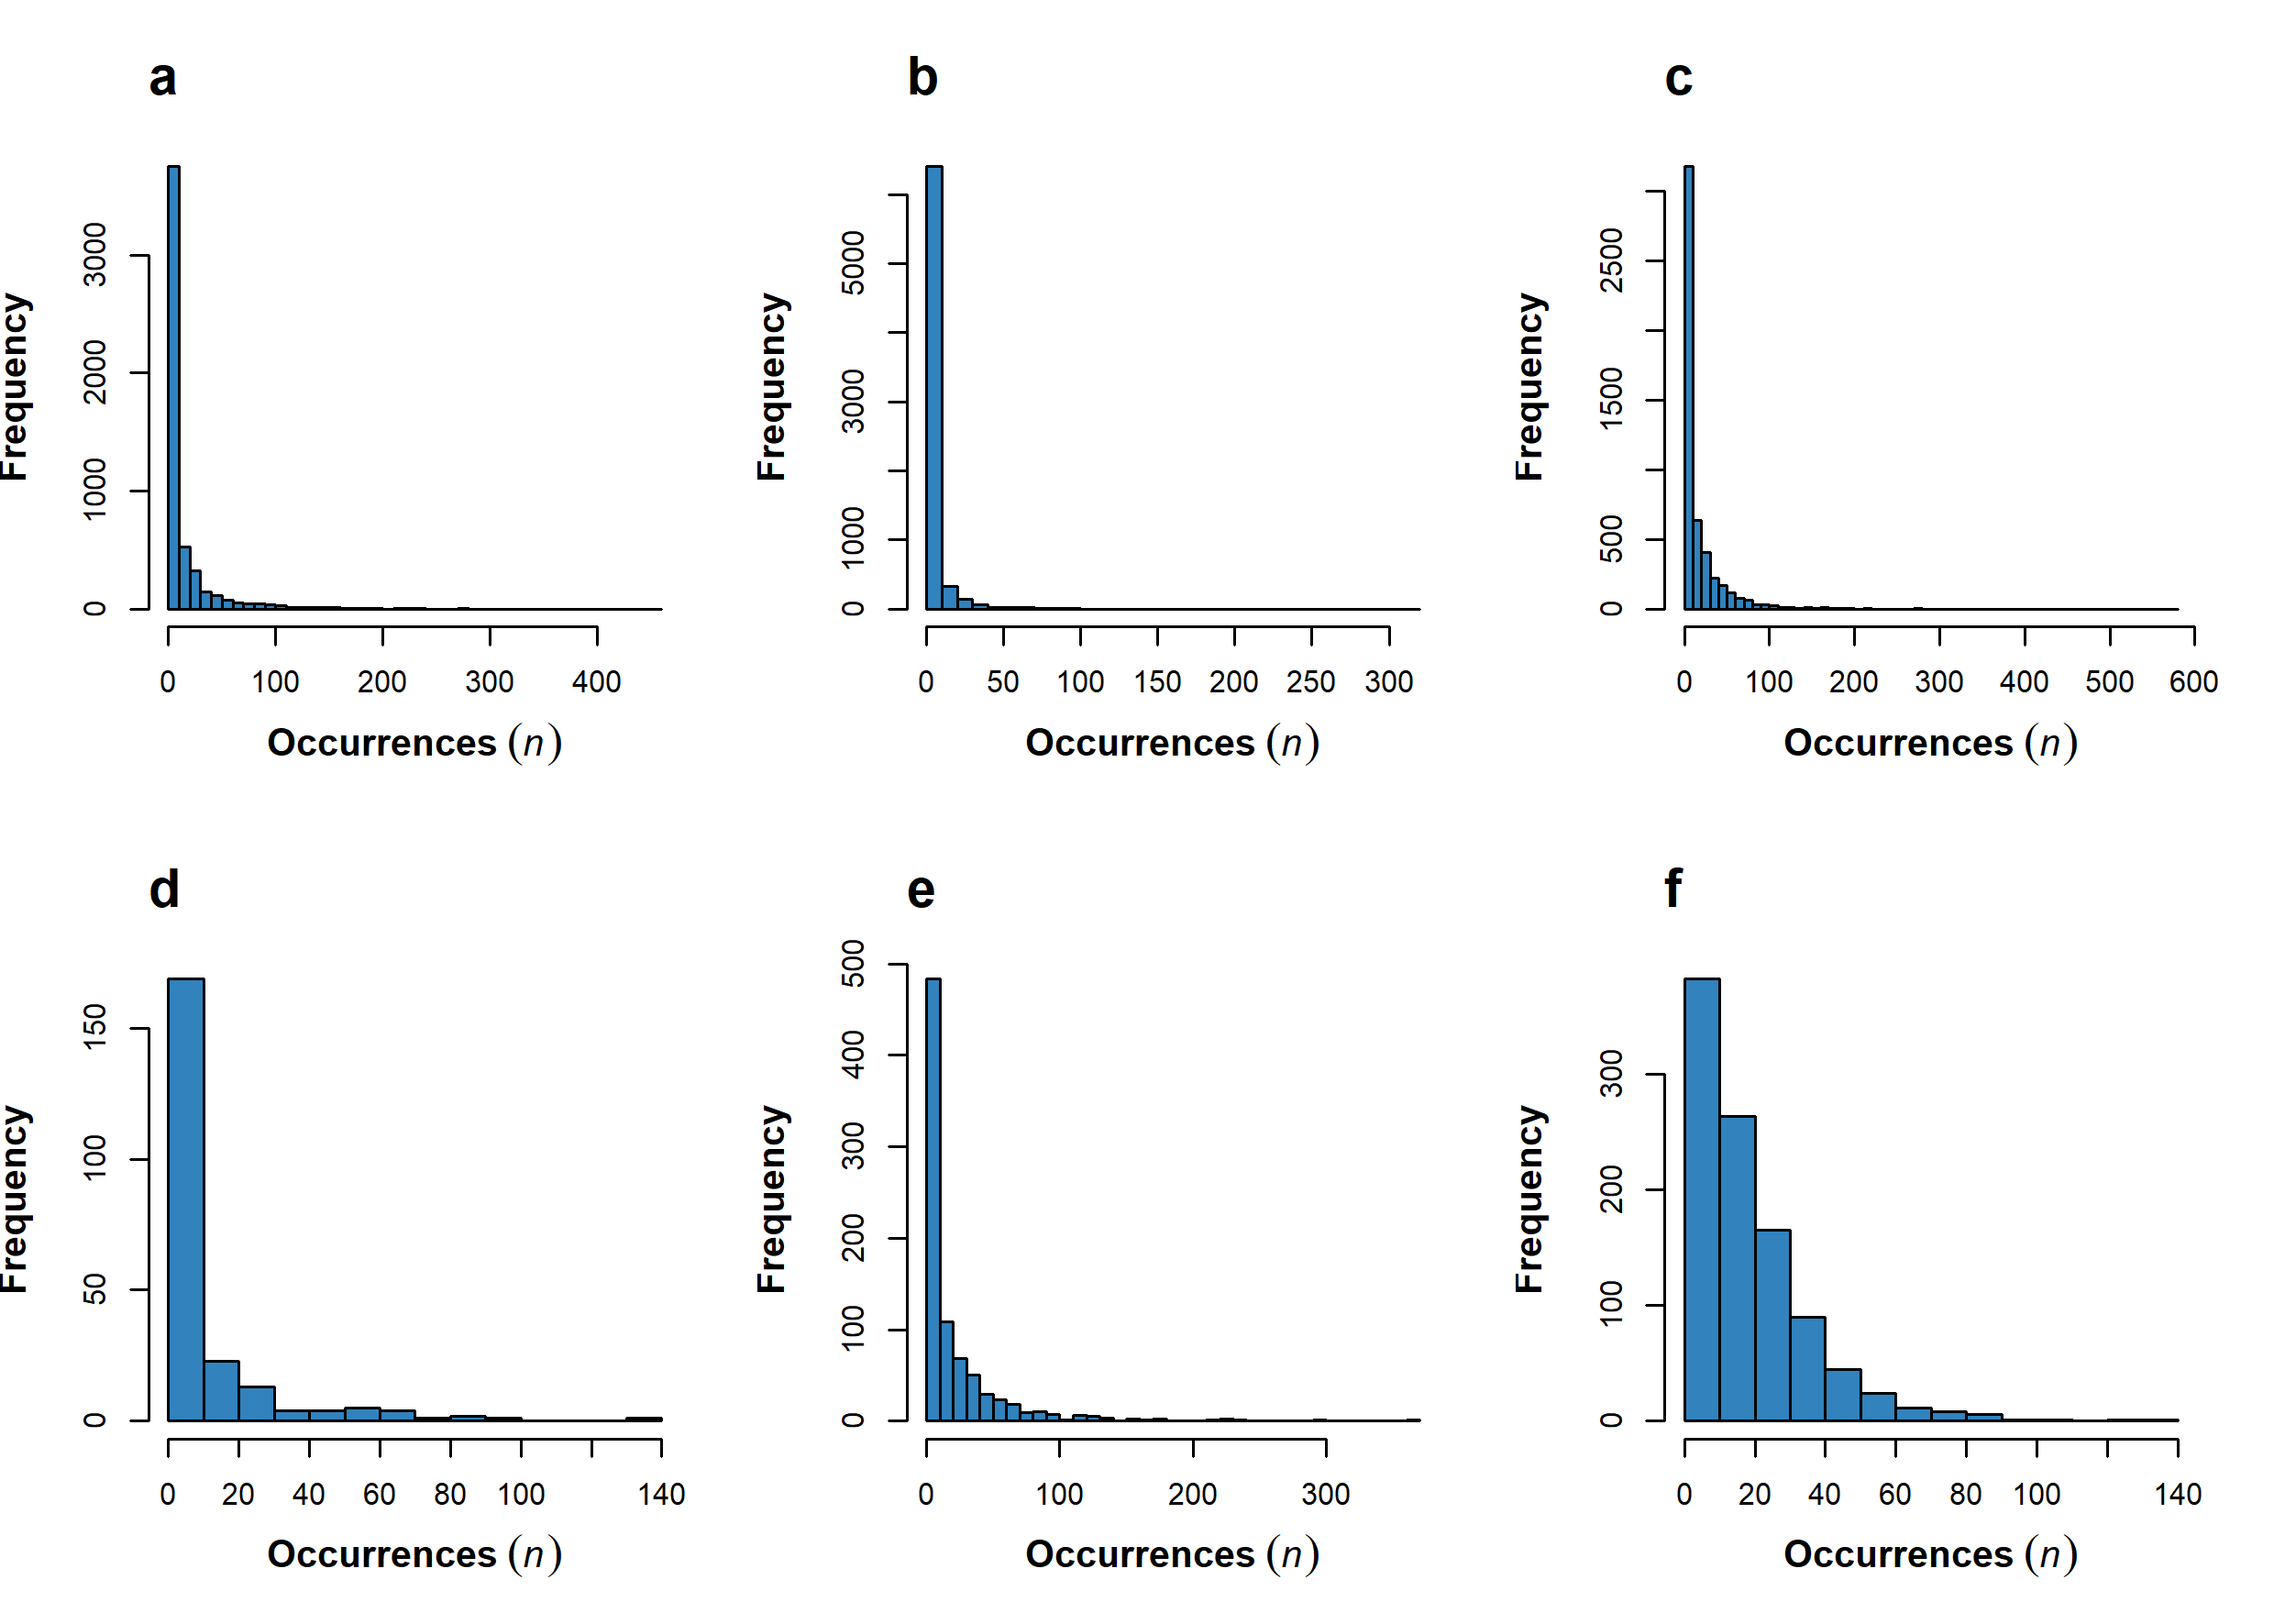 a
Frequency
0 1000 2000 3000
0 100 200 300 400
Occurrences (n)
b
Frequency
0 1000 3000 5000
0 50 100 150 200 250 300
Occurrences (n)
c
Frequency
0 500 1500 2500
0 100 200 300 400 500 600
Occurrences (n)
d
Frequency
0 50 100 150
0 20 40 60 80 100 140
Occurrences (n)
e
Frequency
0 100 200 300 400 500
0 100 200 300
Occurrences (n)
f
Frequency
0 100 200 300
0 20 40 60 80 100 140
Occurrences (n)